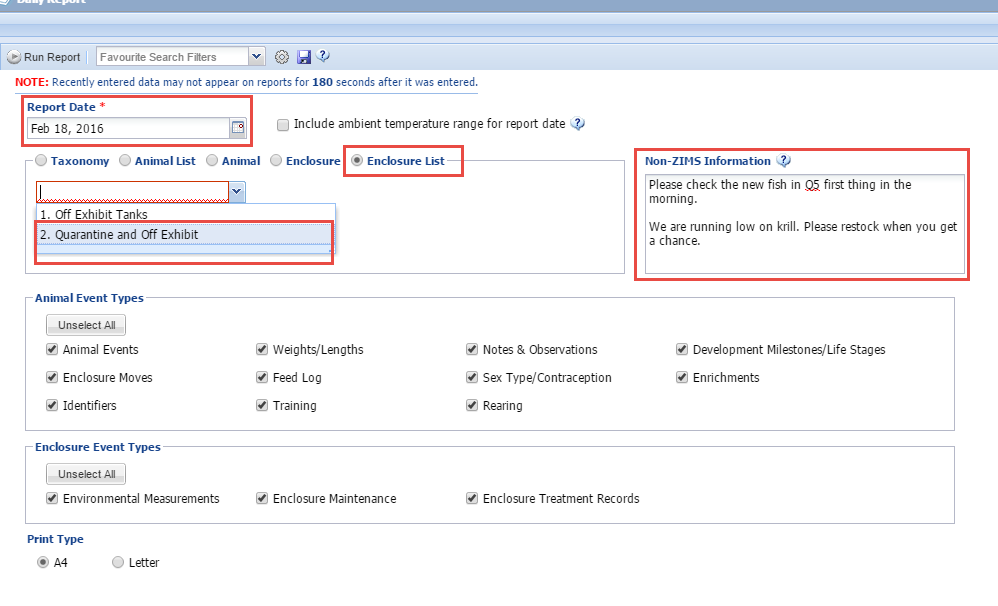 Daily Report
Run Report Favourite Search Filters
NOTE: Recently entered data may not appear on reports for 180 seconds after it was entered.
Report Date *
Feb 18, 2016
Include ambient temperature range for report date
Taxonomy Animal List Animal Enclosure Enclosure List
1. Off Exhibit Tanks
2. Quarantine and Off Exhibit
Non-ZIMS Information
Please check the new fish in Q5 first thing in the
morning.
We are running low on krill. Please restock when you get
a chance.
Animal Event Types
Unselect All
Animal Events Weights/Lengths Notes & Observations Development Milestones/Life Stages
Enclosure Moves Feed Log Sex Type/Contraception Enrichments
Identifiers Training Rearing
Enclosure Event Types
Unselect All
Environmental Measurements Enclosure Maintenance Enclosure Treatment Records
Print Type
A4 Letter